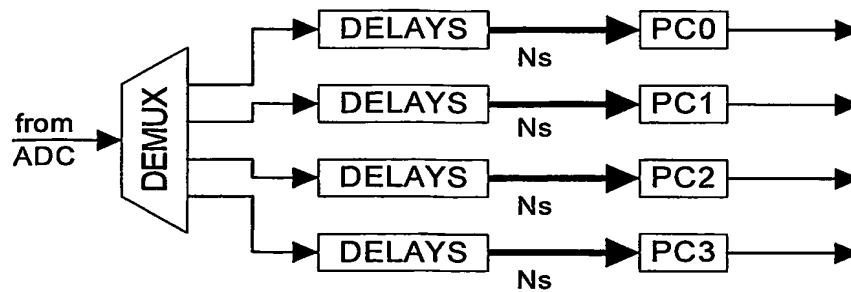 DELAYS
PC0
Ns
DELAYS
PC1
from
ADC
DEMUX
Ns
DELAYS
PC2
Ns
DELAYS
PC3
Ns